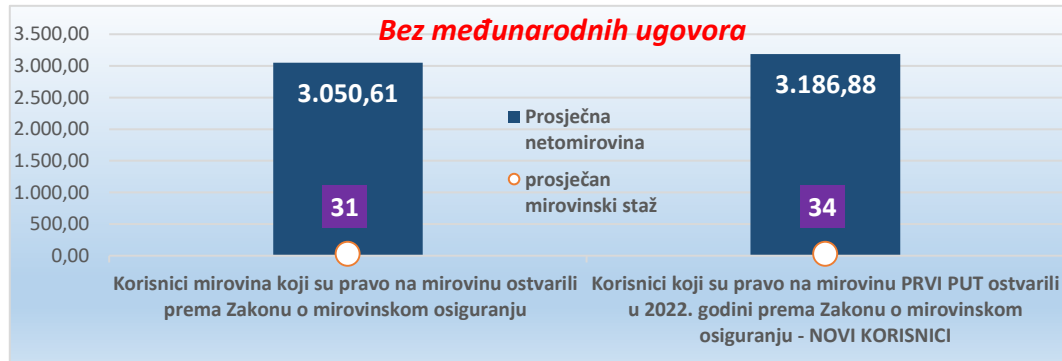 Bez međunarodnih ugovora
3.500,00
3.000,00
2.500,00
2.000,00
1.500,00
1.000,00
500,00
0,00
3.050,61
3.186,88
Prosječna
netomirovina
prosječan
mirovinski staž
31
34
Korisnici mirovina koji su pravo na mirovinu ostvarili
prema Zakonu o mirovinskom osiguranju
Korisnici koji su pravo na mirovinu PRVI PUT ostvarili
u 2022. godini prema Zakonu o mirovinskom
osiguranju - NOVI KORISNICI